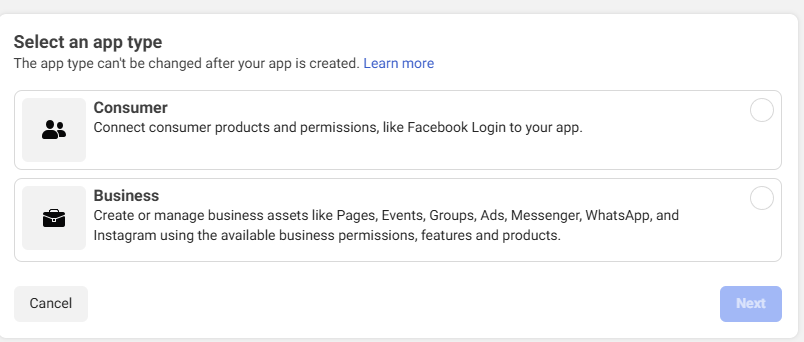 Select an app type
The app type can't be changed after your app is created. Learn more
Consumer
Connect consumer products and permissions, like Facebook Login to your app.
Business
Create or manage business assets like Pages, Events, Groups, Ads, Messenger, WhatsApp, and
Instagram using the available business permissions, features and products.
Cancel
Next